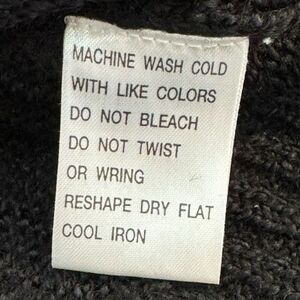 MACHINE WASH COLD
WITH LIKE COLORS
DO NOT BLEACH
DO NOT TWIST
OR WRING
RESHAPE DRY FLAT
COOL IRON